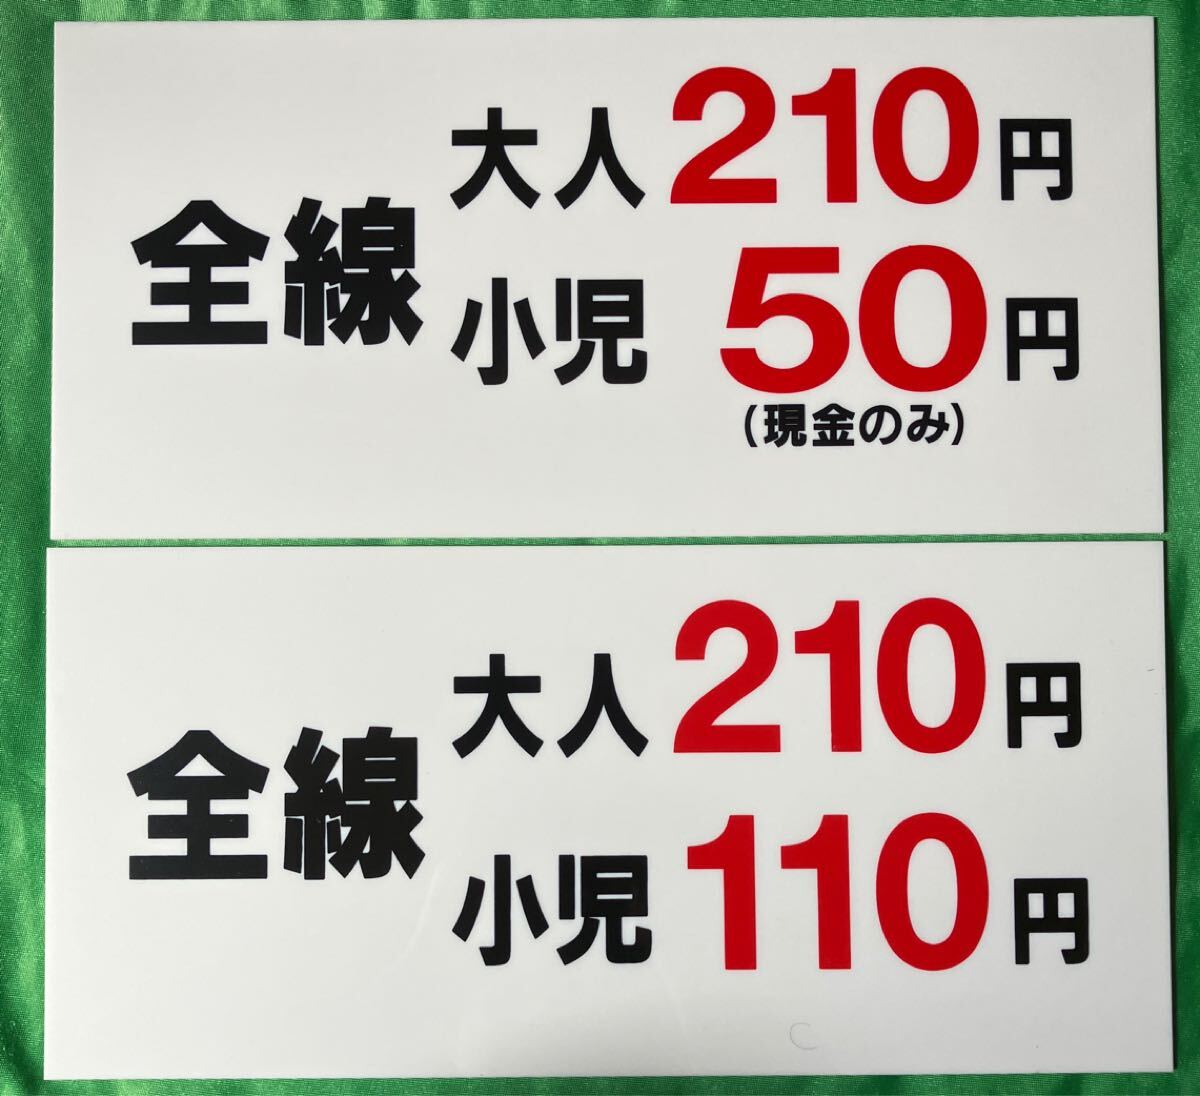 全線
大人210円
小児 50円
(現金のみ)
全線
大人210円
小児110円